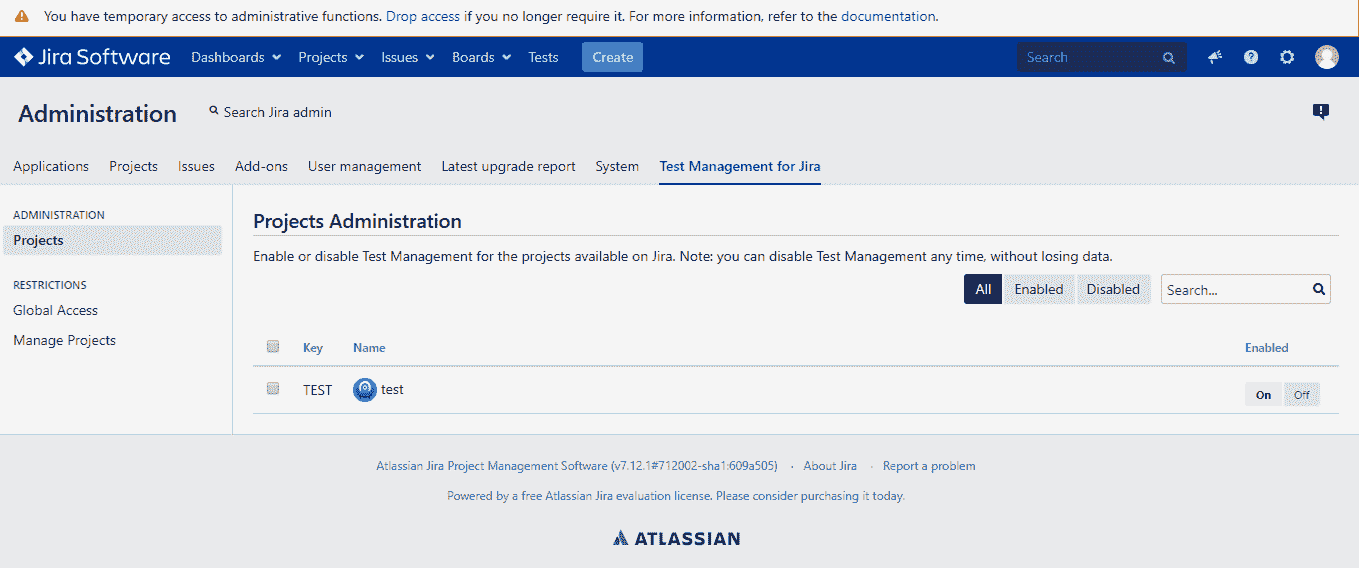 You have temporary access to administrative functions. Drop access if you no longer require it. For more information, refer to the documentation.
Jira Software Dashboards Projects Issues Boards Tests Create Search
Administration Search Jira admin
Applications Projects Issues Add-ons User management Latest upgrade report System Test Management for Jira
ADMINISTRATION
Projects
RESTRICTIONS
Global Access
Manage Projects
Projects Administration
Enable or disable Test Management for the projects available on Jira. Note: you can disable Test Management any time, without losing data.
All Enabled Disabled Search...
Key Name Enabled
TEST test On Off
Atlassian Jira Project Management Software (v7.12.1#712002-sha1:609a505) · About Jira · Report a problem
Powered by a free Atlassian Jira evaluation license. Please consider purchasing it today.
ATLASSIAN